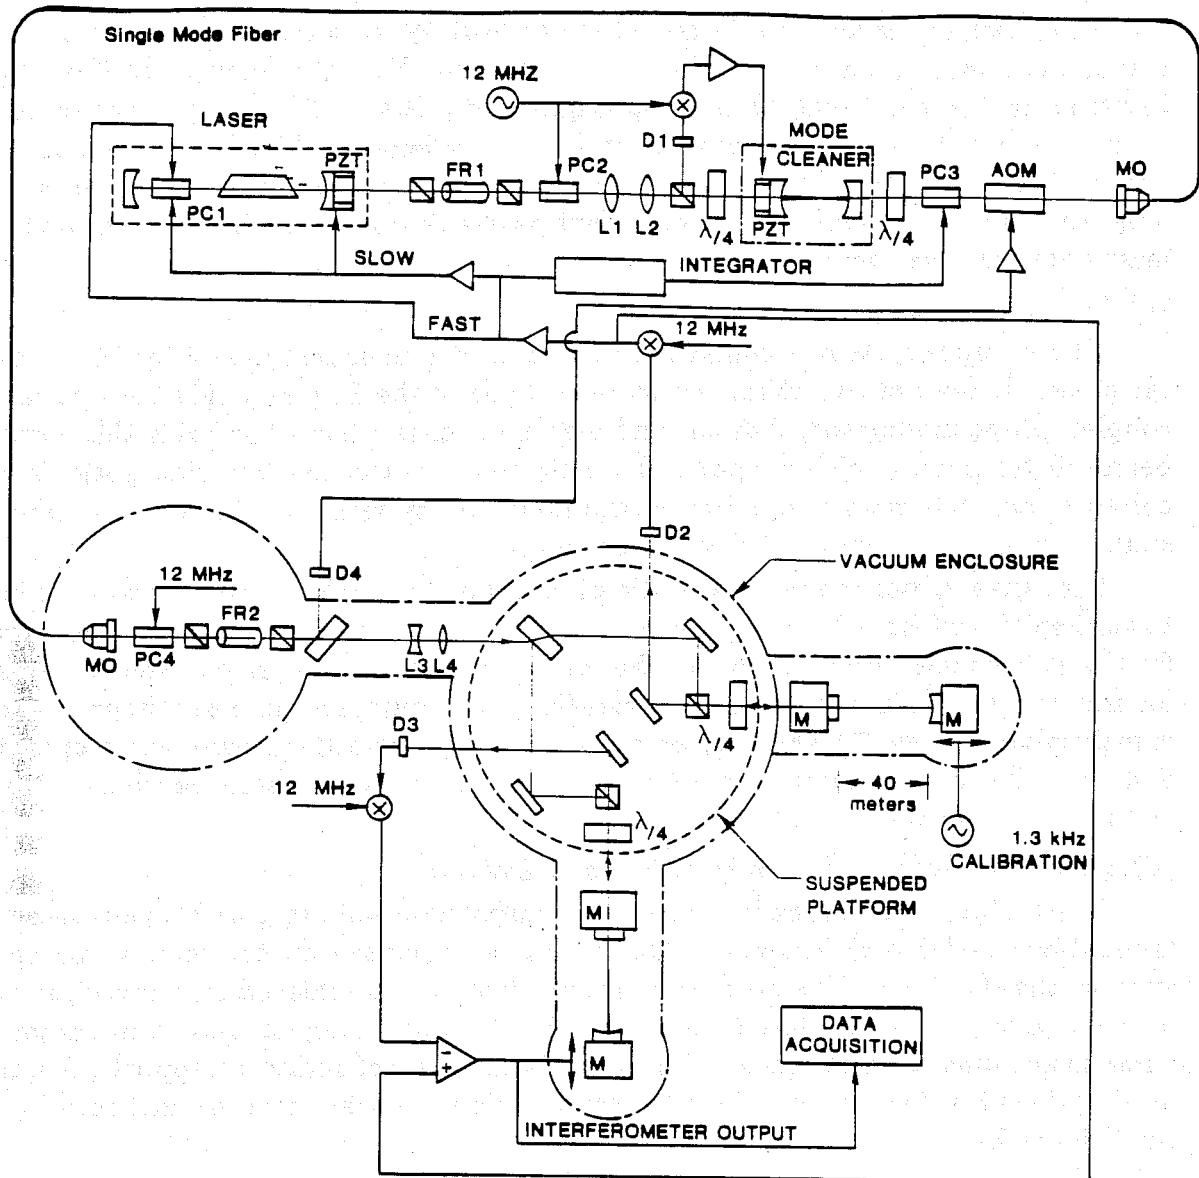 Single Mode Fiber
12 MHZ
LASER
D1
MODE
CLEANER
PZT
FR1
PC2
PC3
AOM
MO
PC1
L1 L2
λ/4
PZT
λ/4
SLOW
INTEGRATOR
FAST
12 MHz
D2
VACUUM ENCLOSURE
D4
12 MHz
FR2
MO
PC4
L3 L4
M
M
λ/4
D3
12 MHz
40
meters
λ/4
1.3 kHz
CALIBRATION
SUSPENDED
PLATFORM
M
DATA
ACQUISITION
- +
M
INTERFEROMETER OUTPUT